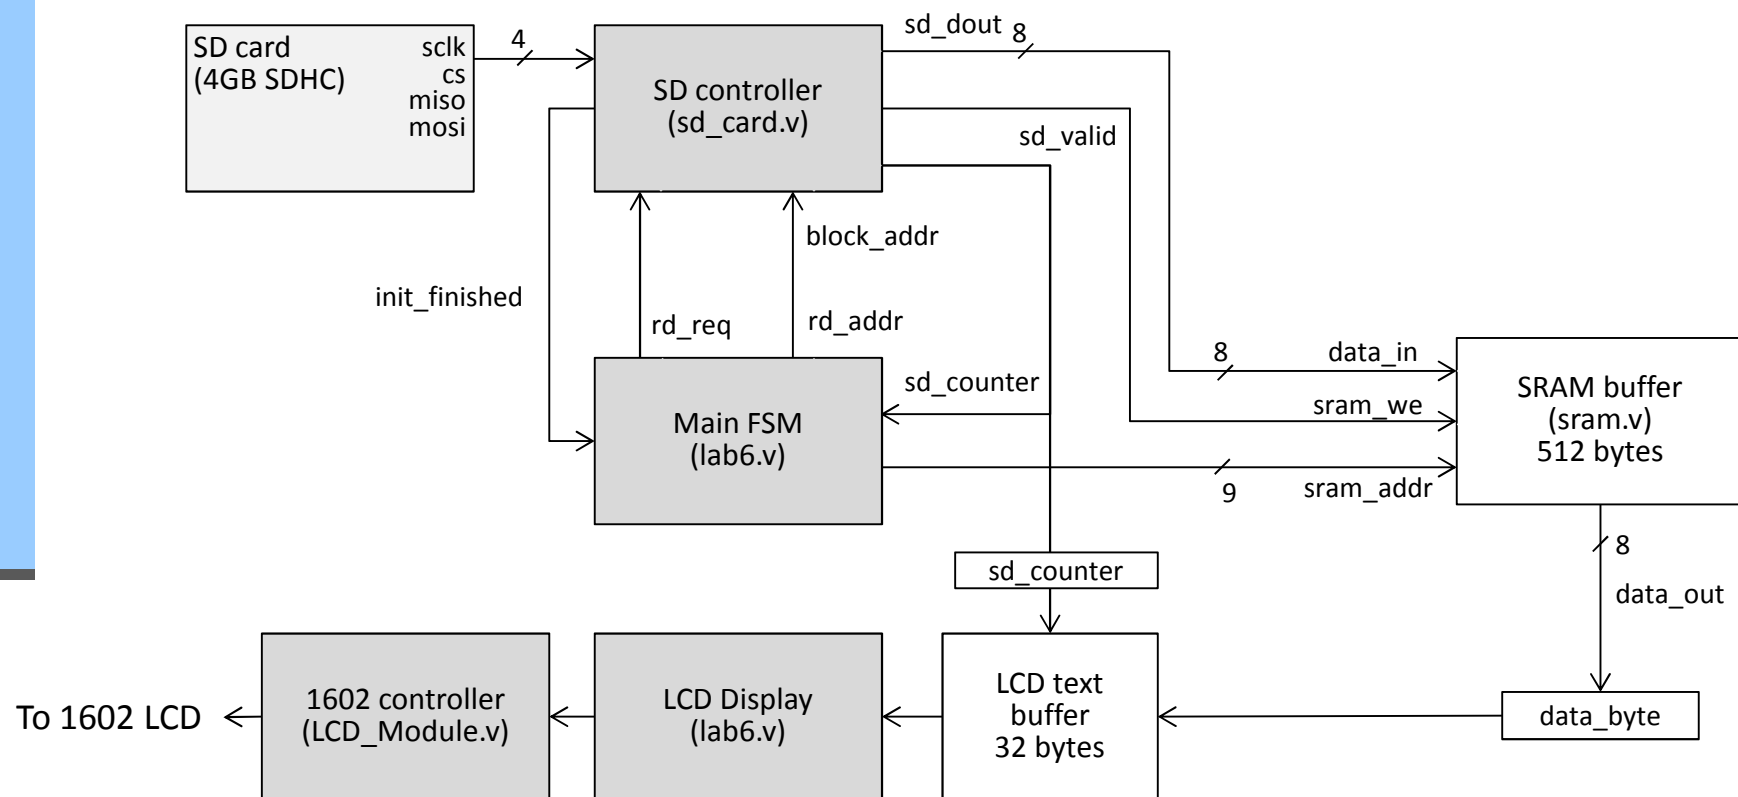 SD card
(4GB SDHC)
sclk
cs
miso
mosi
4
SD controller
(sd_card.v)
sd_dout
8
sd_valid
block_addr
init_finished
rd_req
rd_addr
Main FSM
(lab6.v)
sd_counter
8
data_in
sram_we
9
sram_addr
SRAM buffer
(sram.v)
512 bytes
8
data_out
sd_counter
To 1602 LCD
1602 controller
(LCD_Module.v)
LCD Display
(lab6.v)
LCD text
buffer
32 bytes
data_byte